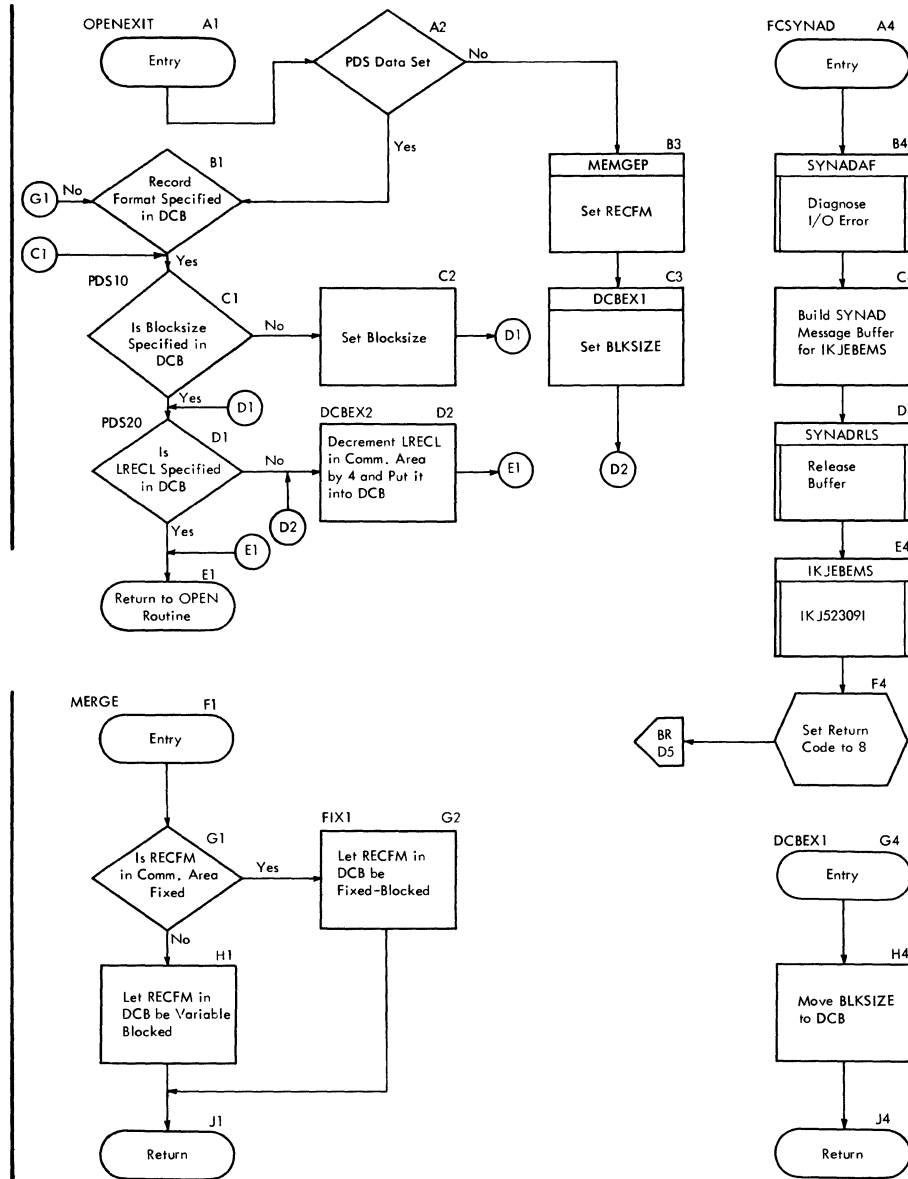 OPENEXIT A1
Entry
A2
PDS Data Set
No
Yes
B1
Record
Format Specified
in DCB
No
G1
Yes
C1
PDS10
C1
Is Blocksize
Specified in
DCB
No
C2
Set Blocksize
D1
Yes
D1
PDS20
D1
Is
LRECL Specified
in DCB
No
D2
DCBEX2 D2
Decrement LRECL
in Comm. Area
by 4 and Put it
into DCB
E1
Yes
E1
E1
Return to OPEN
Routine
B3
MEMGEP
Set RECFM
C3
DCBEX1
Set BLKSIZE
D2
FCSYNAD A4
Entry
B4
SYNADAF
Diagnose
I/O Error
Build SYNAD
Message Buffer
for IKJEBEMS
D
SYNADRLS
Release
Buffer
E4
IKJEBEMS
IKJ52309I
F4
Set Return
Code to 8
BR
D5
MERGE F1
Entry
G1
Is RECFM
in Comm. Area
Fixed
Yes
FIX1 G2
Let RECFM in
DCB be
Fixed-Blocked
No
H1
Let RECFM in
DCB be Variable
Blocked
J1
Return
DCBEX1 G4
Entry
H4
Move BLKSIZE
to DCB
J4
Return